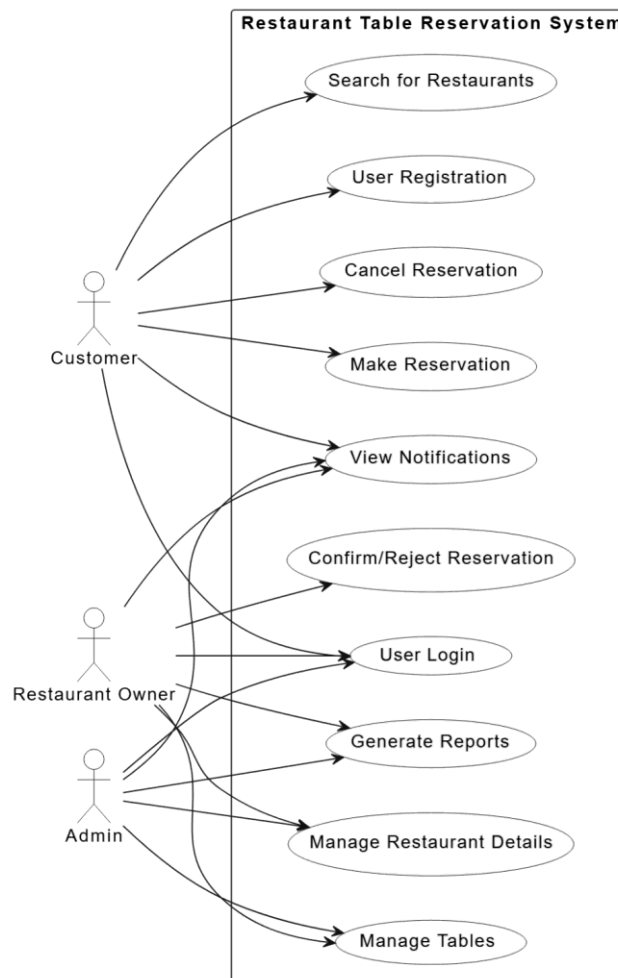 Restaurant Table Reservation System
Search for Restaurants
User Registration
Cancel Reservation
Customer
Make Reservation
View Notifications
Confirm/Reject Reservation
User Login
Restaurant Owner
Generate Reports
Admin
Manage Restaurant Details
Manage Tables